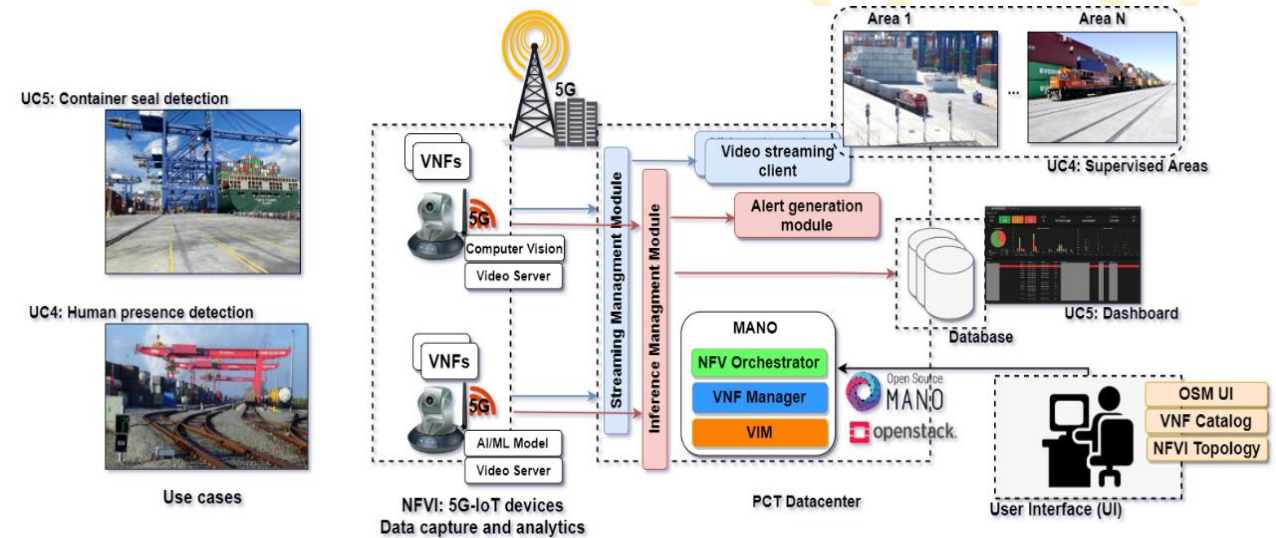 Area 1
Area N
...
5G
UC5: Container seal detection
VNFs
5G
Computer Vision
Video Server
Streaming Managment Module
Inference Managment Module
Video streaming
client
Alert generation
module
UC4: Supervised Areas
UC4: Human presence detection
VNFs
5G
AI/ML Model
Video Server
MANO
NFV Orchestrator
VNF Manager
VIM
Open Source
MANO
openstack.
Database
UC5: Dashboard
OSM UI
VNF Catalog
NFVI Topology
User Interface (UI)
Use cases
NFVI: 5G-IoT devices
Data capture and analytics
PCT Datacenter